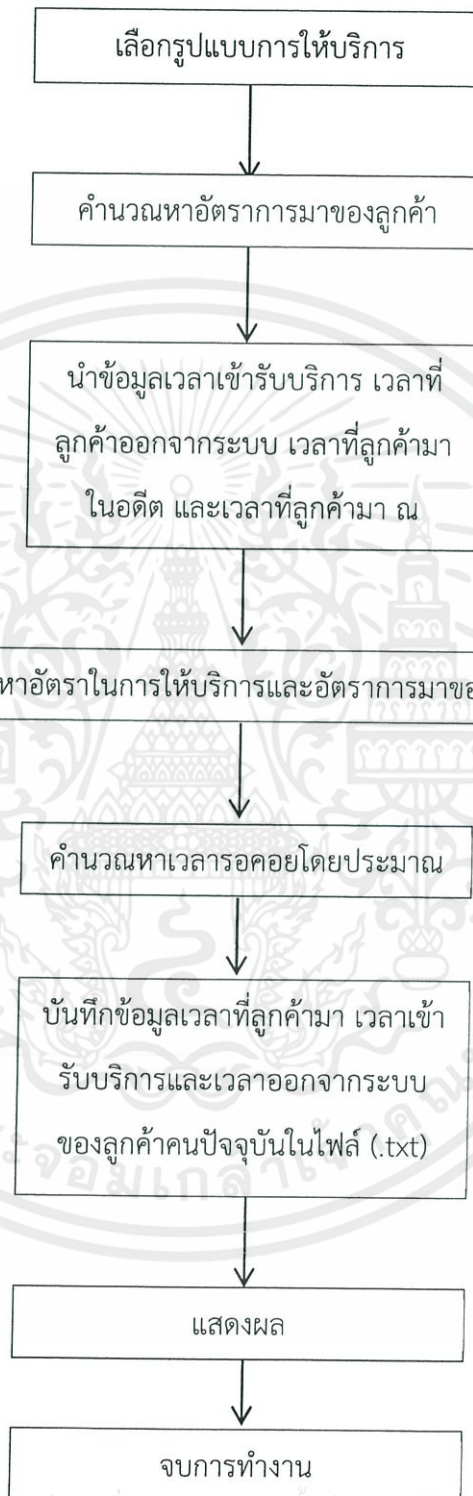 เลือกรูปแบบการให้บริการ
คำนวณหาอัตราการมาของลูกค้า
นำข้อมูลเวลาเข้ารับบริการ เวลาที่
ลูกค้าออกจากระบบ เวลาที่ลูกค้ามา
ในอดีต และเวลาที่ลูกค้ามา ณ
หาอัตราในการให้บริการและอัตราการมาขอ
คำนวณหาเวลารอคอยโดยประมาณ
บันทึกข้อมูลเวลาที่ลูกค้ามา เวลาเข้า
รับบริการและเวลาออกจากระบบ
ของลูกค้าคนปัจจุบันในไฟล์ (.txt)
แสดงผล
จบการทำงาน